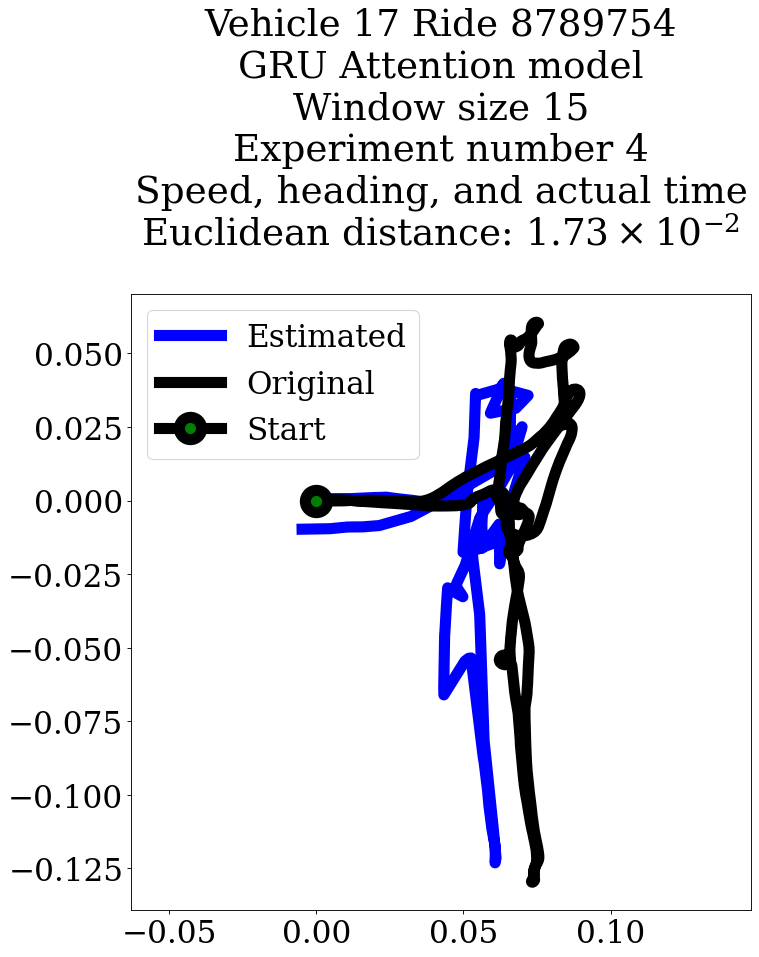 Vehicle 17 Ride 8789754
GRU Attention model
Window size 15
Experiment number 4
Speed, heading, and actual time
Euclidean distance: 1.73 × 10⁻²
Estimated
Original
Start
0.050
0.025
0.000
−0.025
−0.050
−0.075
−0.100
−0.125
−0.05 0.00 0.05 0.10